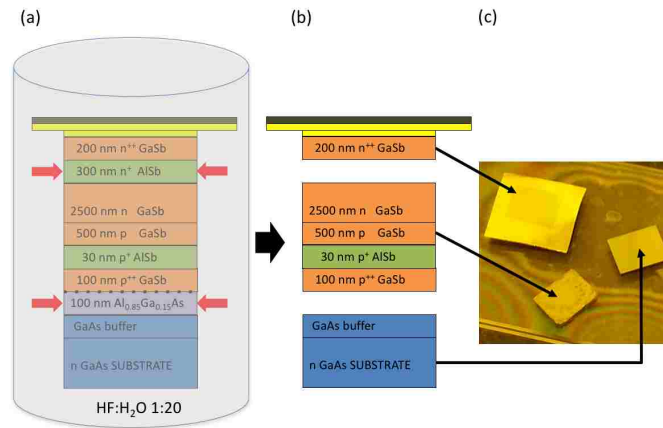 (a)
200 nm n++ GaSb
300 nm n+ AlSb
2500 nm n GaSb
500 nm p GaSb
30 nm p+ AlSb
100 nm p++ GaSb
100 nm Al0.85Ga0.15As
GaAs buffer
n GaAs SUBSTRATE
HF:H2O 1:20
(b)
200 nm n++ GaSb
2500 nm n GaSb
500 nm p GaSb
30 nm p+ AlSb
100 nm p++ GaSb
GaAs buffer
n GaAs SUBSTRATE
(c)